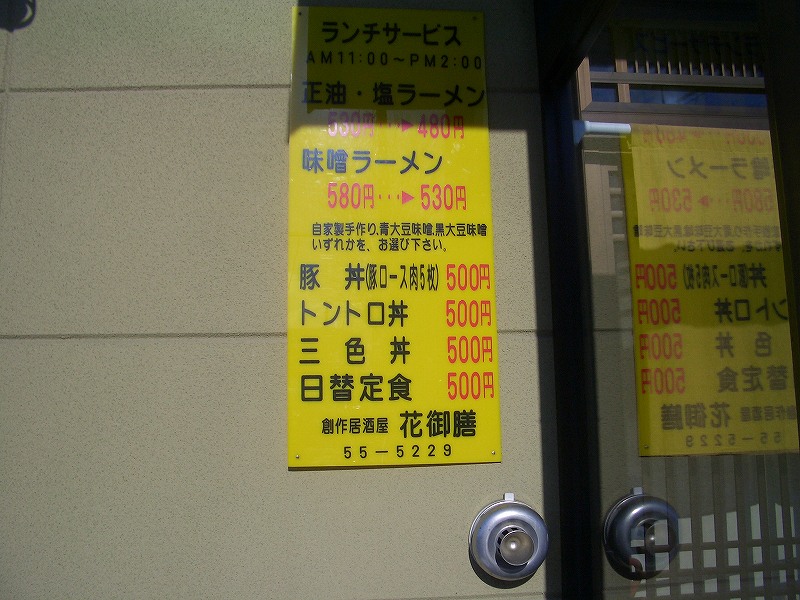 ランチサービス
AM11:00〜PM2:00
正油・塩ラーメン
530円…▶480円
味噌ラーメン
580円…▶530円
自家製手作り、青大豆味噌、黒大豆味噌
いずれかを、お選び下さい。
豚丼(豚ロース肉5枚) 500円
トントロ丼 500円
三色丼 500円
日替定食 500円
創作居酒屋 花御膳
55-5229